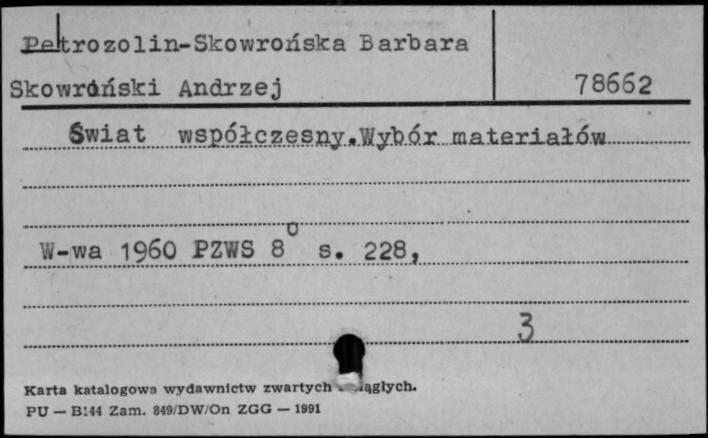 Petrozolin-Skowrońska Barbara
Skowroński Andrzej 78662
Świat współczesny.Wybór materiałów
W-wa 1960 PZWS 8° s. 228,
3
Karta katalogowa wydawnictw zwartych
PU — B144 Zam. 849/DW/On ZGG — 1991